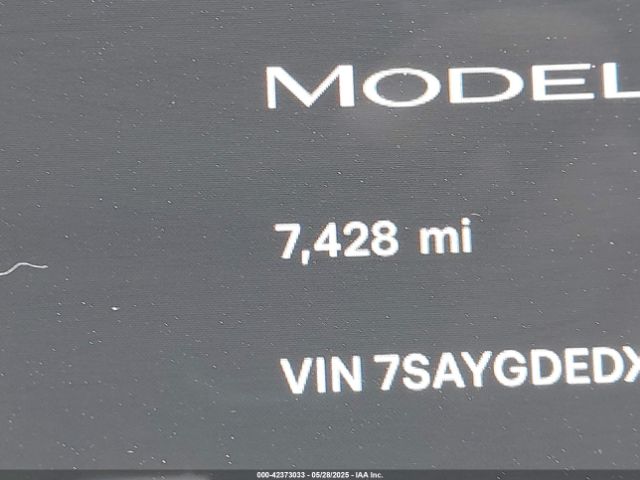 MODEL
7,428 mi
VIN 7SAYGDEDX
000-42373033 - 05/28/2025 - IAA Inc.